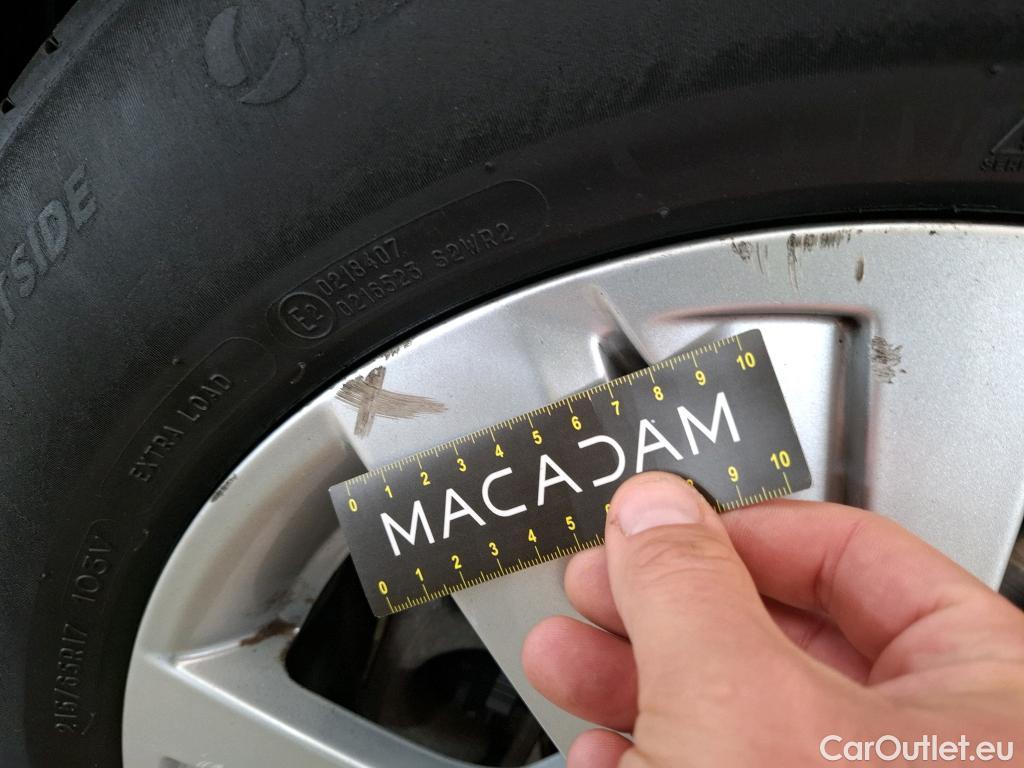 TSIDE
E2
0218407
0216523 S2WR2
EXTRA LOAD
215/65R17 103V
SERI
0 1 2 3 4 5 6 7 8 9 10
MACADAM
0 1 2 3 4 5 6 8 9 10
CarOutlet.eu